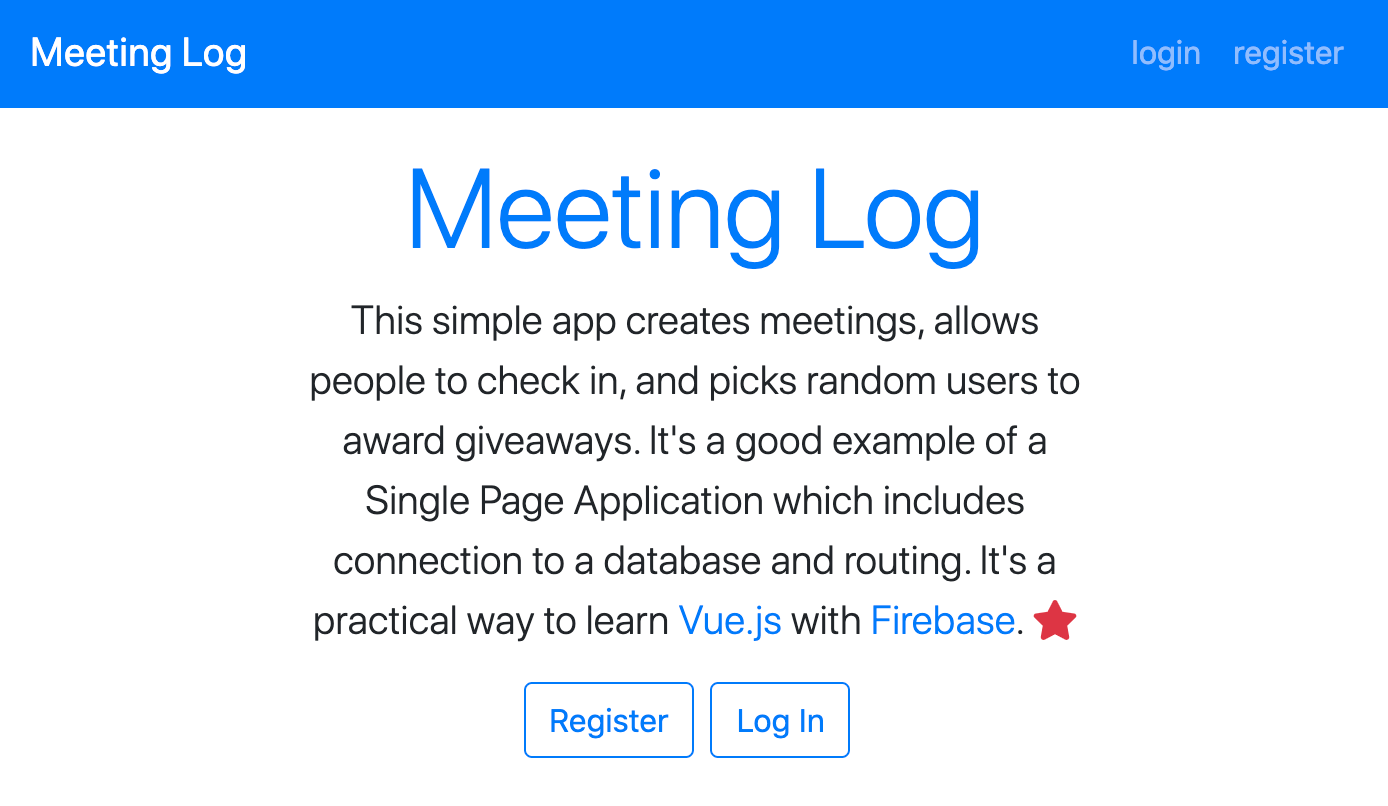 Meeting Log
login register
Meeting Log
This simple app creates meetings, allows
people to check in, and picks random users to
award giveaways. It's a good example of a
Single Page Application which includes
connection to a database and routing. It's a
practical way to learn Vue.js with Firebase.
Register Log In